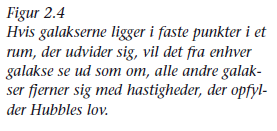 Figur 2.4
Hvis galakserne ligger i faste punkter i et
rum, der udvider sig, vil det fra enhver
galakse se ud som om, alle andre galak-
ser fjerner sig med hastigheder, der opfyl-
der Hubbles lov.